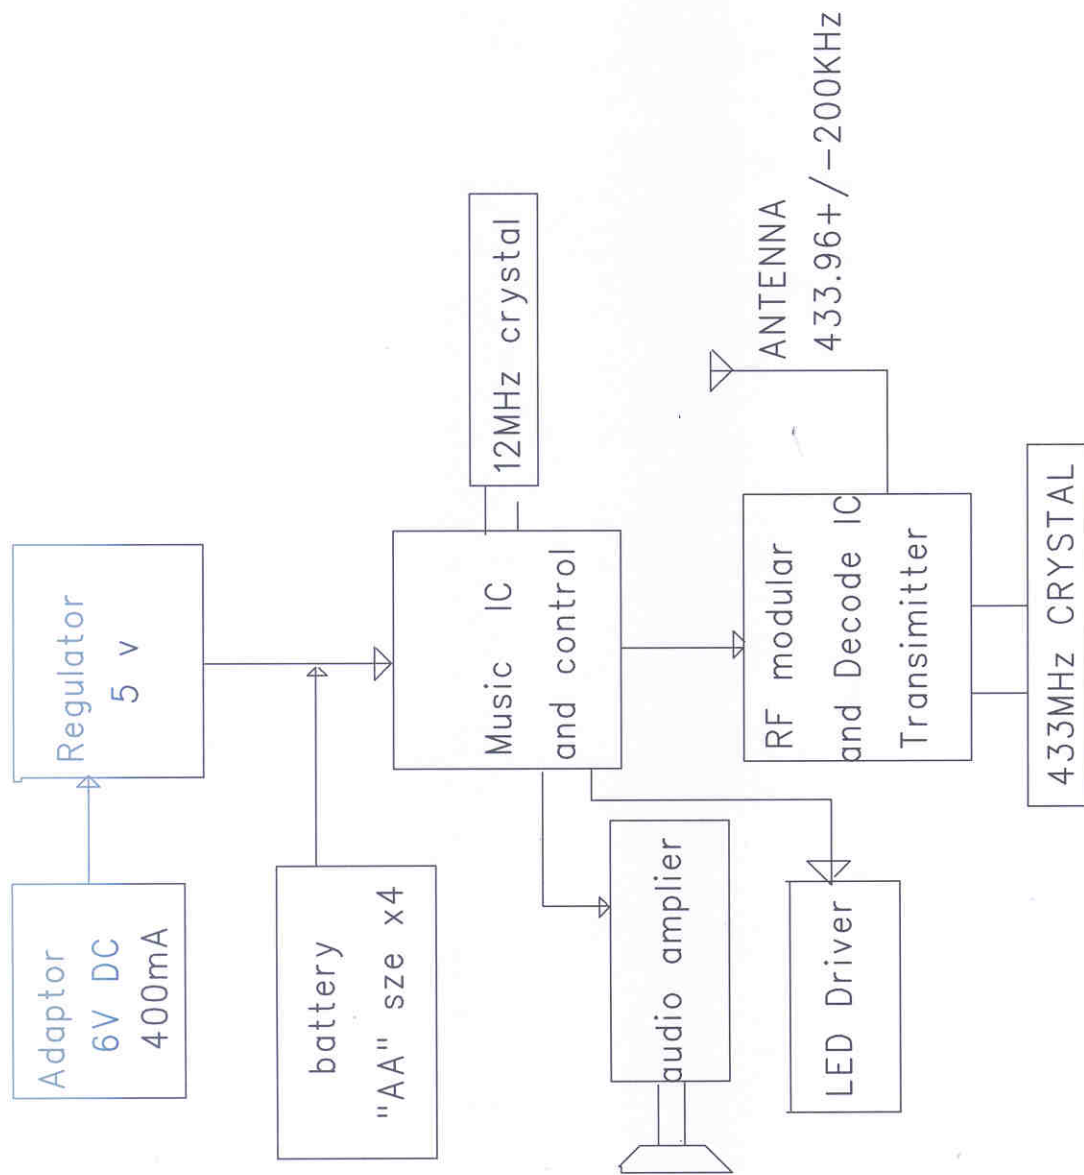 Adaptor
6V DC
400mA
Regulator
5 v
battery
"AA" sze x4
Music IC
and control
12MHz crystal
audio amplier
LED Driver
RF modular
and Decode IC
Transimitter
ANTENNA
433.96+/-200KHz
433MHz CRYSTAL